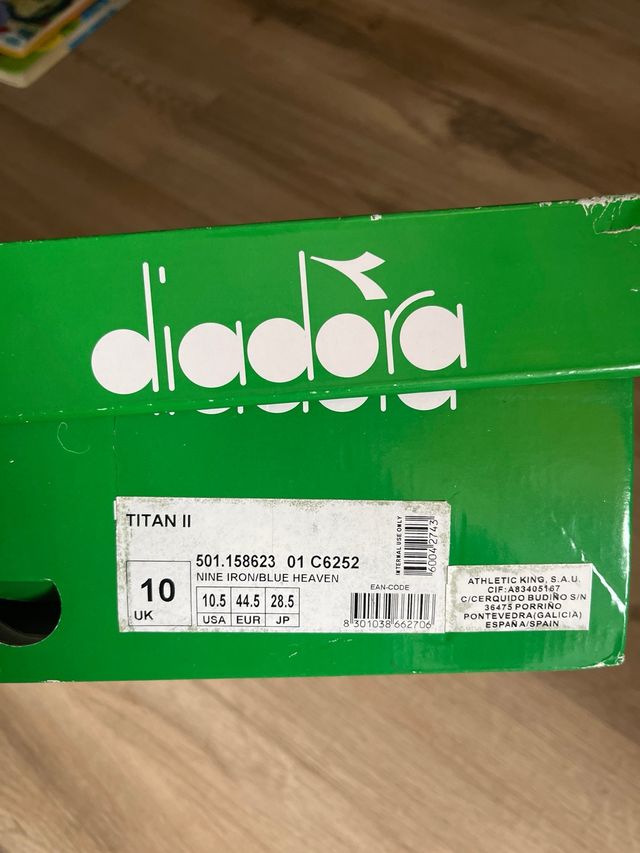 diadora
TITAN II
501.158623 01 C6252
NINE IRON/BLUE HEAVEN
10
UK
10.5 44.5 28.5
USA EUR JP
INTERNAL USE ONLY
60042743
EAN-CODE
8 301038 662706
ATHLETIC KING, S.A.U.
CIF:A83405167
C/CERQUIDO BUDIÑO S/N
36475 PORRIÑO
PONTEVEDRA(GALICIA)
ESPAÑA/SPAIN